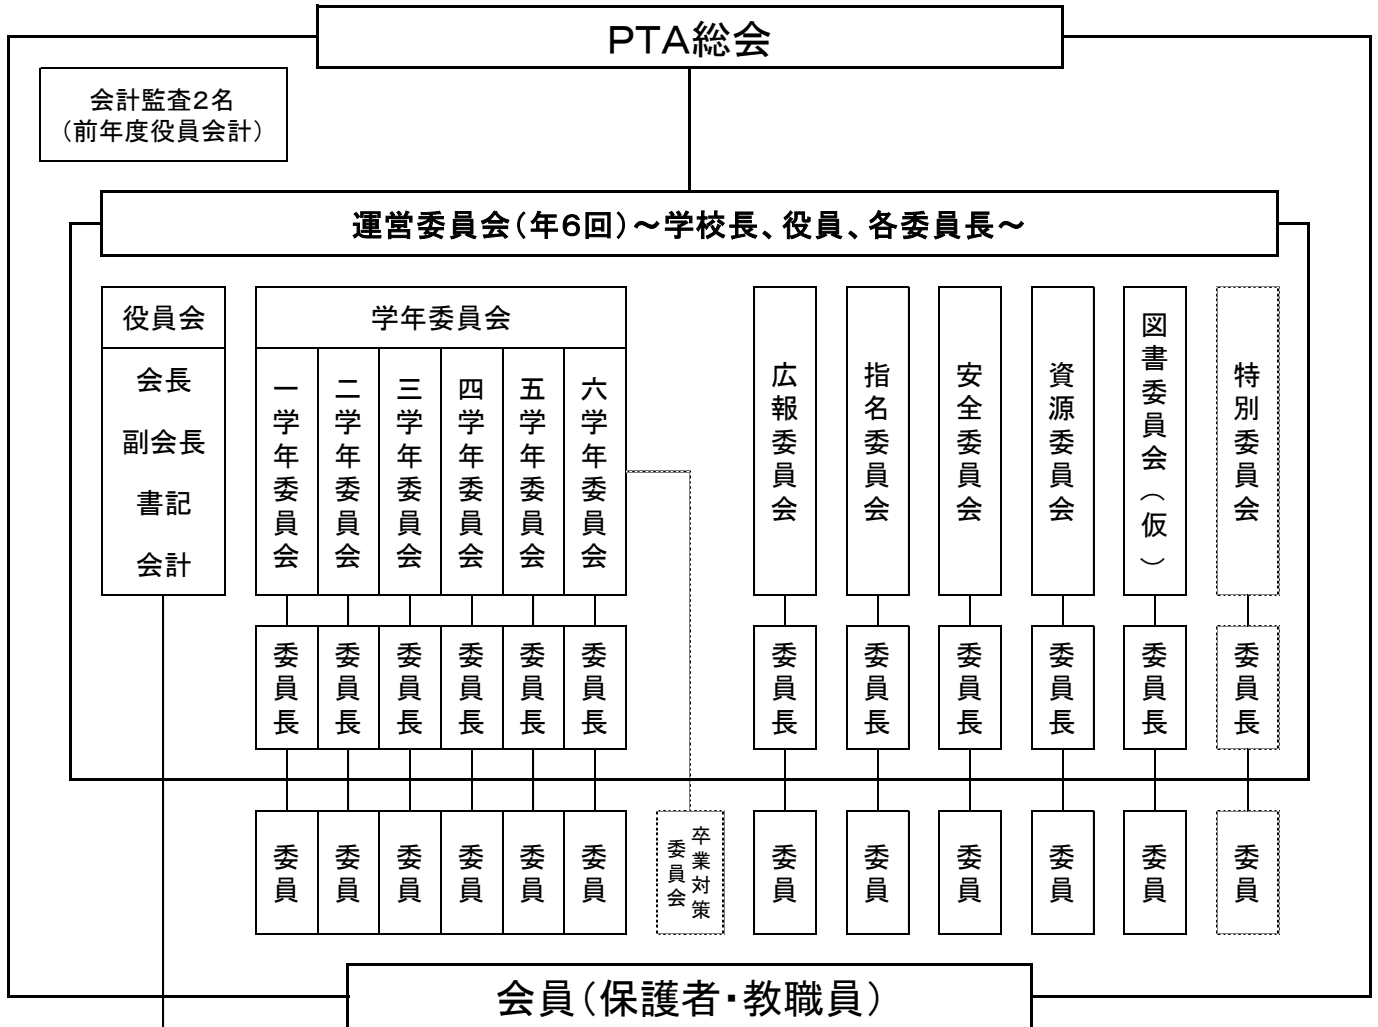 PTA総会
会計監査2名
（前年度役員会計）
運営委員会（年6回）～学校長、役員、各委員長～
役員会
会長
副会長
書記
会計
学年委員会
一学年委員会
二学年委員会
三学年委員会
四学年委員会
五学年委員会
六学年委員会
広報委員会
指名委員会
安全委員会
資源委員会
図書委員会（仮）
特別委員会
委員長
委員長
委員長
委員長
委員長
委員長
委員長
委員長
委員長
委員長
委員長
委員長
委員
委員
委員
委員
委員
委員
卒業対策
委員会
委員
委員
委員
委員
委員
委員
会員（保護者・教職員）